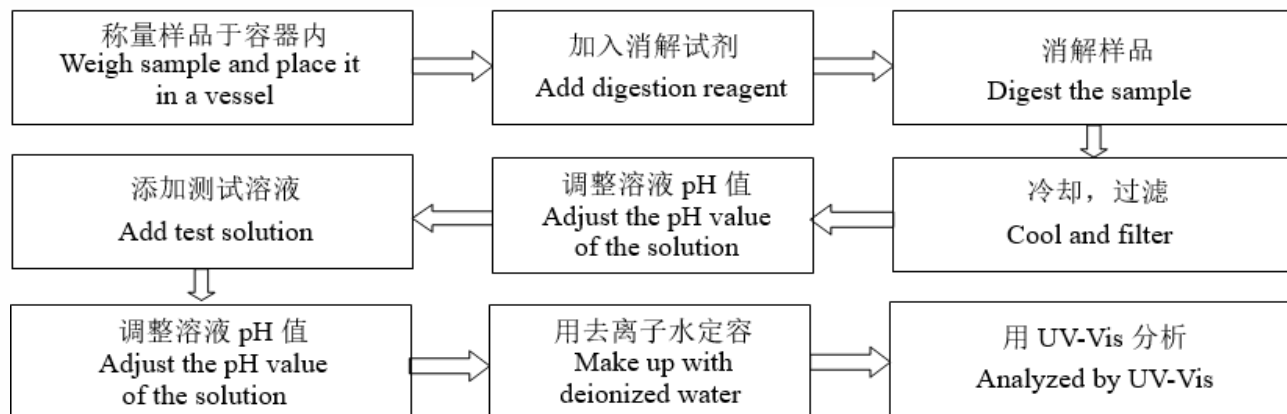 称量样品于容器内
Weigh sample and place it
in a vessel
加入消解试剂
Add digestion reagent
消解样品
Digest the sample
冷却，过滤
Cool and filter
调整溶液 pH 值
Adjust the pH value
of the solution
添加测试溶液
Add test solution
调整溶液 pH 值
Adjust the pH value
of the solution
用去离子水定容
Make up with
deionized water
用 UV-Vis 分析
Analyzed by UV-Vis